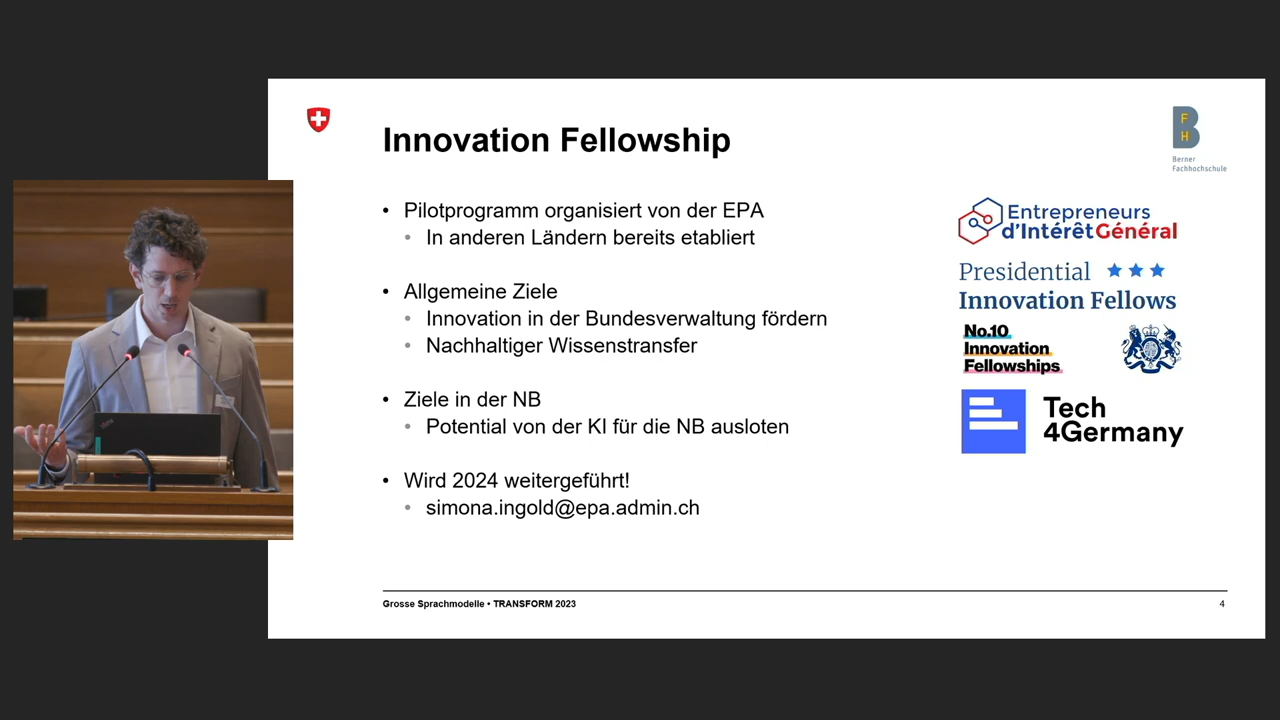 Innovation Fellowship
F
H
Berner
Fachhochschule
• Pilotprogramm organisiert von der EPA
• In anderen Ländern bereits etabliert
• Allgemeine Ziele
• Innovation in der Bundesverwaltung fördern
• Nachhaltiger Wissenstransfer
• Ziele in der NB
• Potential von der KI für die NB ausloten
• Wird 2024 weitergeführt!
• simona.ingold@epa.admin.ch
Entrepreneurs
d'Intérêt Général
Presidential
Innovation Fellows
No.10
Innovation
Fellowships
Tech
4Germany
Grosse Sprachmodelle • TRANSFORM 2023
4